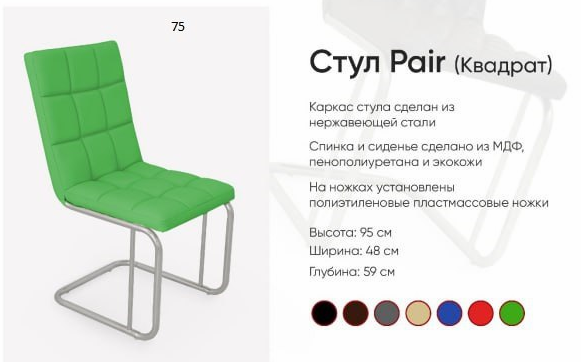 75
Стул Pair (Квадрат)
Каркас стула сделан из
нержавеющей стали
Спинка и сиденье сделано из МДФ,
пенополиуретана и экокожи
На ножках установлены
полиэтиленовые пластмассовые ножки
Высота: 95 см
Ширина: 48 см
Глубина: 59 см